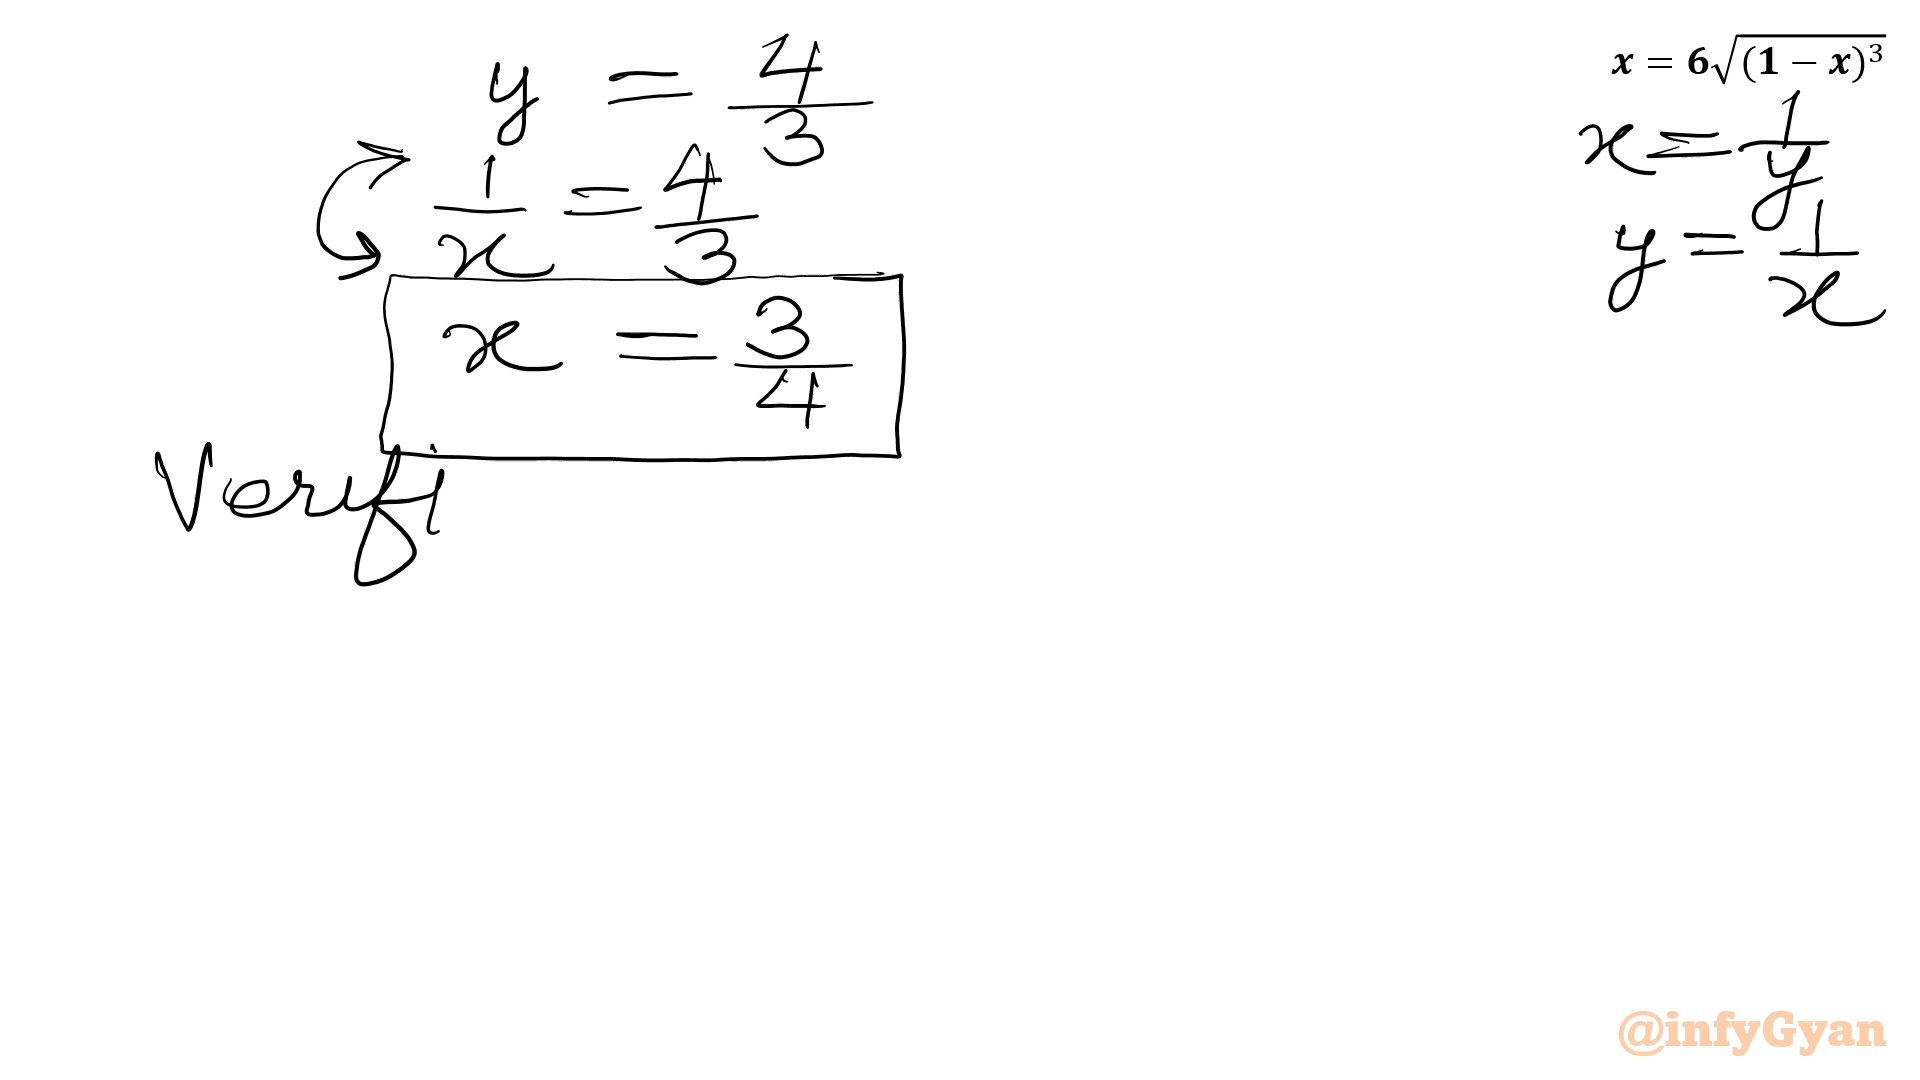 y = 4/3
1/x = 4/3
x = 3/4
Verifi
x = 6√(1 − x)³
x = 1/y
y = 1/x
@infyGyan